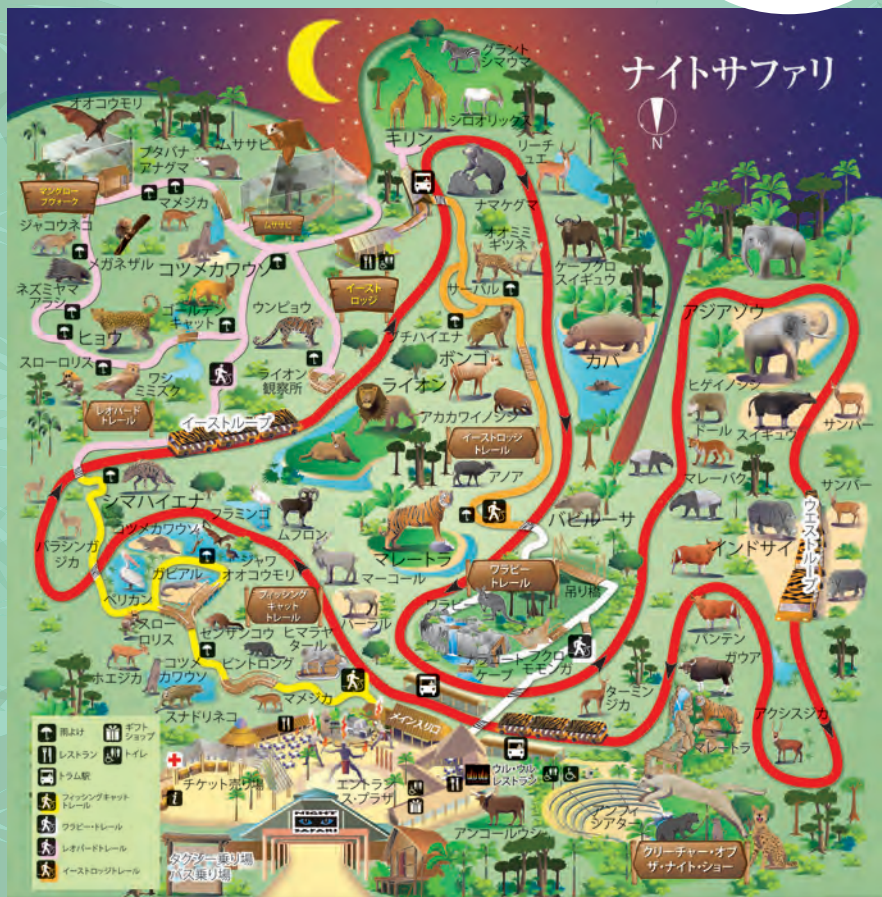 ナイトサファリ
N
グラント
シマウマ
シロオリックス
キリン
リーチュ
エ
ナマケグマ
オオコウモリ
ブタバナ
アナグマ
ムササビ
マングロー
ブウォーク
ムササビ
マメジカ
ジャコウネコ
メガネザル
コツメカワウソ
ネズミヤマ
アラシ
ゴールデン
キャット
ウンピョウ
ヒョウ
スローロリス
ワシ
ミミズク
ライオン
観察所
レオパード
トレール
イースト
ロッジ
イーストループ
オオミミ
ギツネ
サーバル
ケープクロ
スイギュウ
ブチハイエナ
ボンゴ
カバ
ライオン
アカカワイノシシ
イーストロッジ
トレール
アノア
アジアゾウ
ヒゲイノシシ
ドール
スイギュウ
サンバー
マレーバク
サンバー
インドサイ
ウエストループ
シマハイエナ
フラミンゴ
ムフロン
バラシンガ
ジカ
コツメカワウソ
ジャワ
オオコウモリ
ガビアル
ペリカン
マレートラ
マーコール
バビルーサ
フィッシング
キャット
トレール
ワラビー
トレール
吊り橋
ワラビー
バーラル
スロー
ロリス
センザンコウ
ヒマラヤ
タール
ナラコート
ケーブ
フクロ
モモンガ
バンテン
ガウア
ホエジカ
コツメ
カワウソ
ビントロング
スナドリネコ
マメジカ
ターミン
ジカ
アクシスジカ
マレートラ
メイン入り口
雨よけ
ギフト
ショップ
レストラン
トイレ
トラム駅
フィッシングキャット
トレール
ワラビー・トレール
レオパードトレール
イーストロッジトレール
チケット売り場
エントラン
ス・プラザ
ウル・ウル
レストラン
アンコールウシ
アンフィ
シアター
NIGHT
SAFARI
タクシー乗り場
バス乗り場
クリーチャー・オブ
ザ・ナイト・ショー